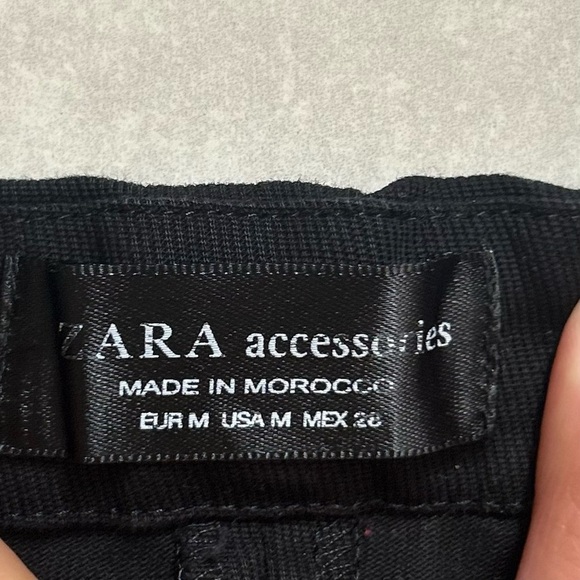 ZARA accessories
MADE IN MOROCCO
EUR M USA M MEX 28